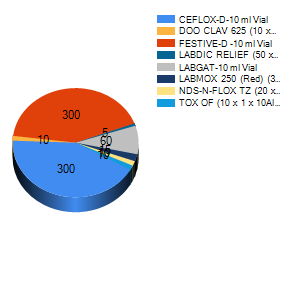 CEFLOX-D-10 ml Vial
DOO CLAV 625 (10 x...
FESTIVE-D -10 ml Vial
LABDIC RELIEF (50 x...
LABGAT-10 ml Vial
LABMOX 250 (Red) (3...
NDS-N-FLOX TZ (20 x...
TOX OF (10 x 1 x 10Al...
300
5
60
10
10
300